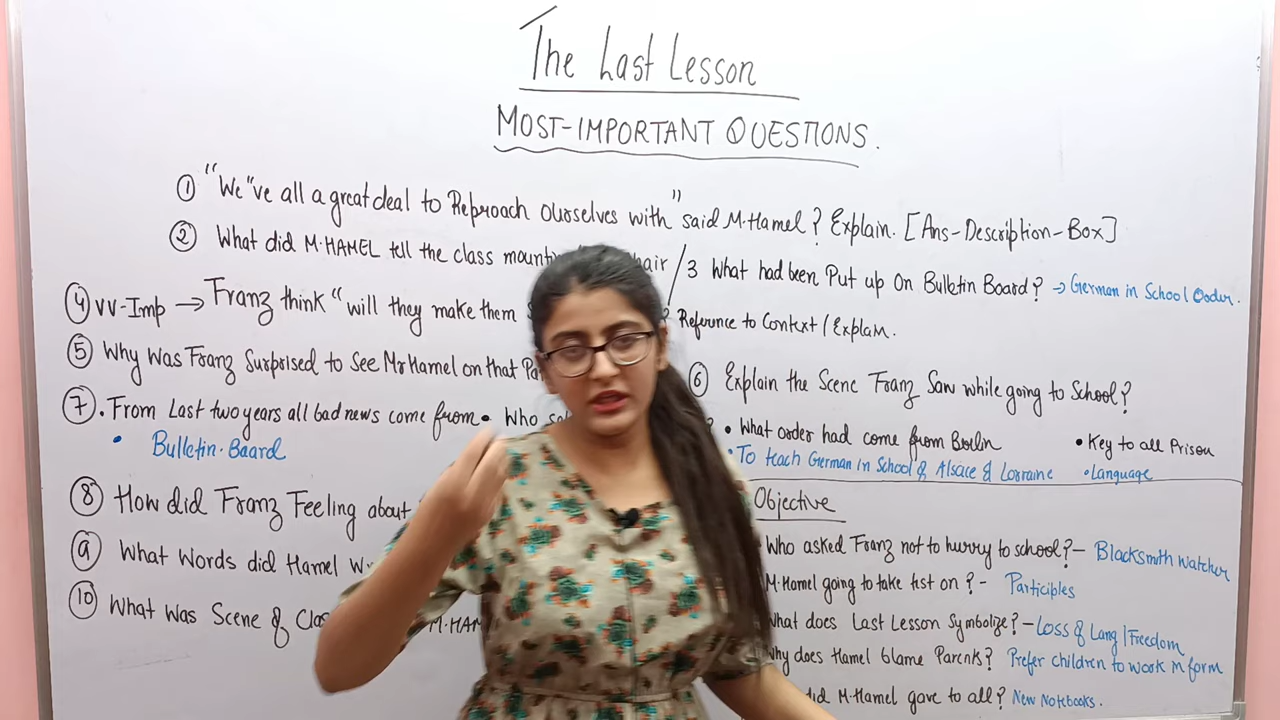 The Last Lesson
MOST-IMPORTANT QUESTIONS.
① "We"ve all a great deal to Reproach Ourselves with" said M.Hamel? Explain. [Ans-Description-Box]
② What did M.HAMEL tell the class / 3 What had been Put up On Bulletin Board? → German in School Order.
④ VV-Imp → Franz think "will they make them Reference to Context / Explain.
⑤ Why Was Franz Surprised to See Mr Hamel on that
⑥ Explain the Scene Franz Saw while going to School?
⑦. From Last two years all bad news come from • Who
• Bulletin.Board
• What order had come from Berlin • Key to all Prison
• To teach German in School of Alsace & Lorraine • Language
⑧ How did Franz Feeling about
⑨ What Words did Hamel
⑩ What Was Scene of
Objective
Who asked Franz not to hurry to school? - Blacksmith Watcher
M.Hamel going to take test on? - Participles
What does Last Lesson Symbolize? - Loss of Lang / Freedom
Why does Hamel blame Parents? Prefer children to work in farm
did M.Hamel gave to all? New Notebooks.